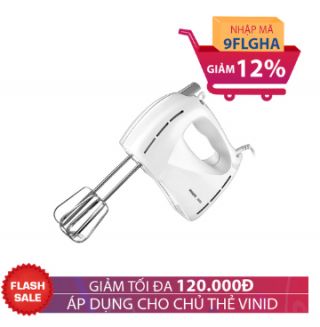 NHẬP MÃ
9FLGHA
GIẢM 12%
FLASH
SALE
GIẢM TỐI ĐA 120.000Đ
ÁP DỤNG CHO CHỦ THẺ VINID